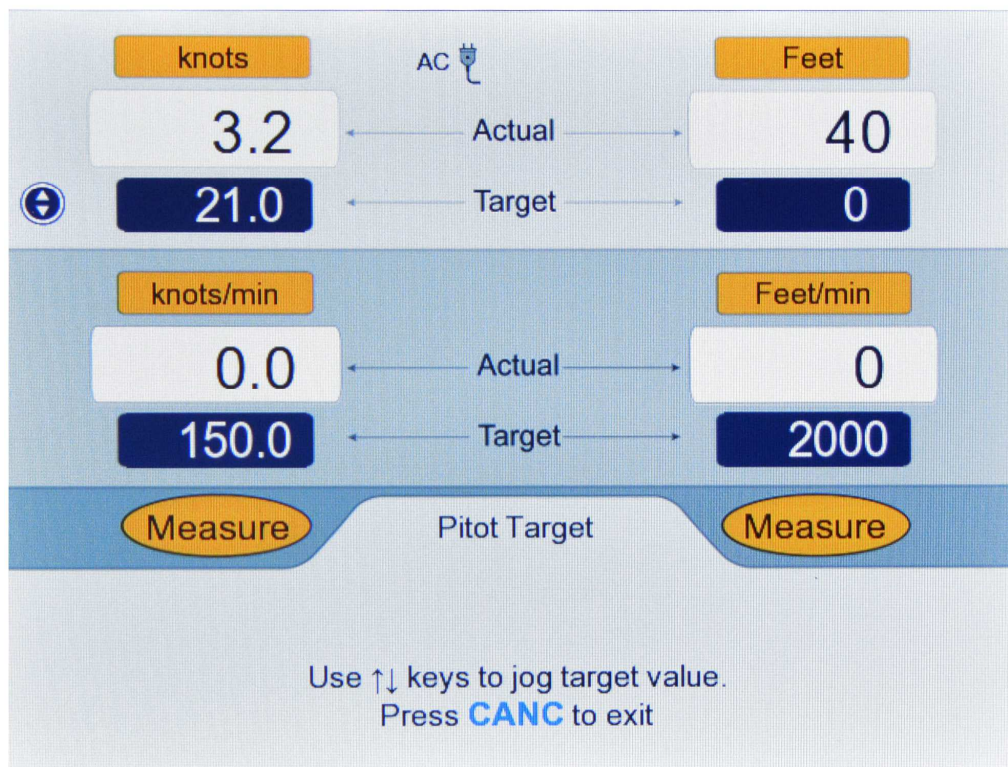 knots AC Feet
3.2 Actual 40
21.0 Target 0
knots/min Feet/min
0.0 Actual 0
150.0 Target 2000
Measure Pitot Target Measure
Use ↑↓ keys to jog target value.
Press CANC to exit